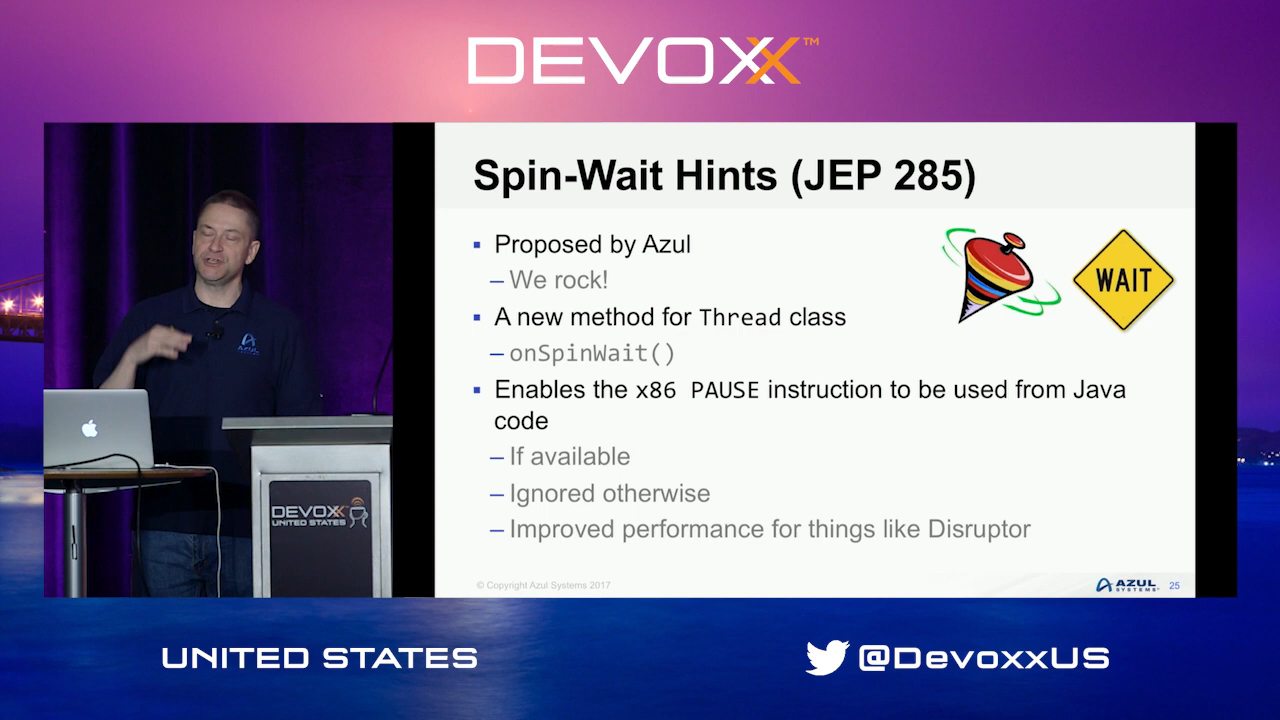 DEVOXX™
Spin-Wait Hints (JEP 285)
▪ Proposed by Azul
– We rock!
▪ A new method for Thread class
– onSpinWait()
▪ Enables the x86 PAUSE instruction to be used from Java
code
– If available
– Ignored otherwise
– Improved performance for things like Disruptor
WAIT
© Copyright Azul Systems 2017
AZUL
SYSTEMS
25
AZUL
DEVOXX
UNITED STATES
UNITED STATES
@DevoxxUS